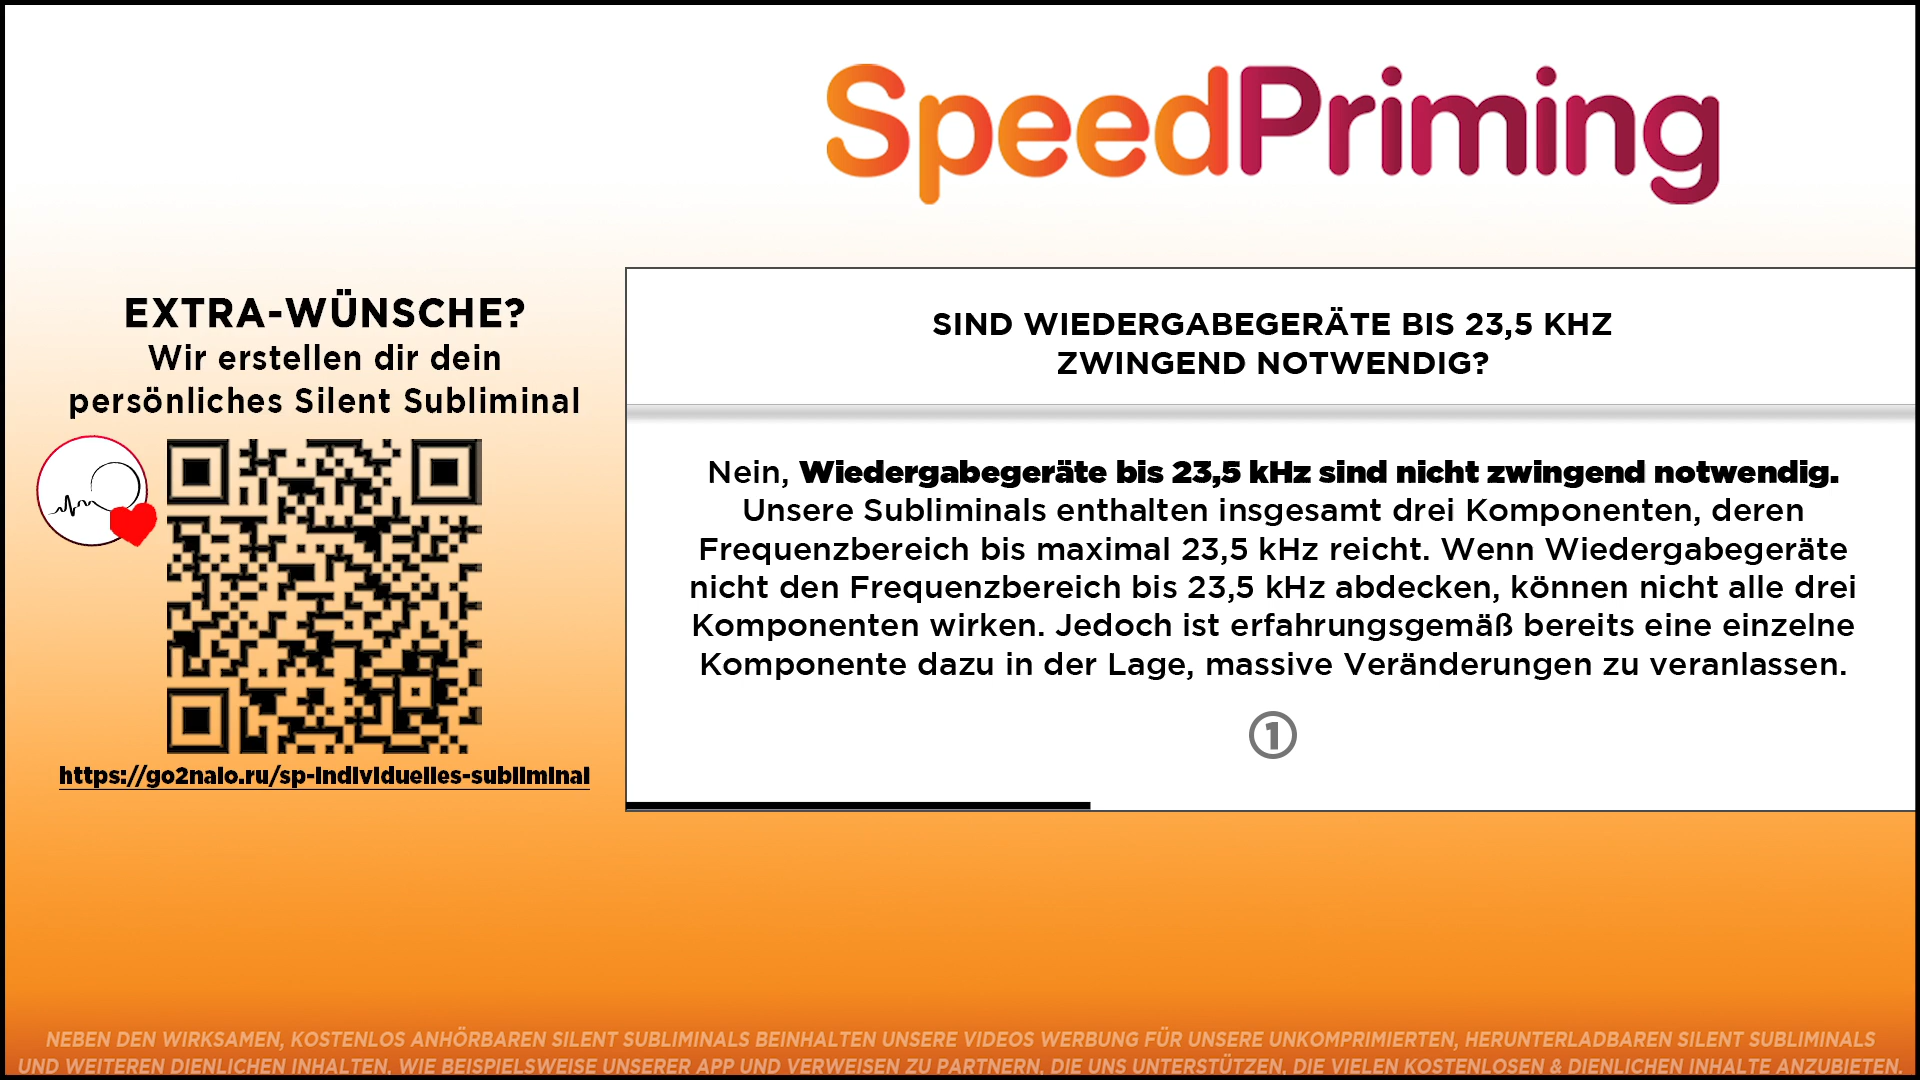 SpeedPriming
EXTRA-WÜNSCHE?
Wir erstellen dir dein
persönliches Silent Subliminal
https://go2nalo.ru/sp-individuelles-subliminal
SIND WIEDERGABEGERÄTE BIS 23,5 KHZ
ZWINGEND NOTWENDIG?
Nein, Wiedergabegeräte bis 23,5 kHz sind nicht zwingend notwendig.
Unsere Subliminals enthalten insgesamt drei Komponenten, deren
Frequenzbereich bis maximal 23,5 kHz reicht. Wenn Wiedergabegeräte
nicht den Frequenzbereich bis 23,5 kHz abdecken, können nicht alle drei
Komponenten wirken. Jedoch ist erfahrungsgemäß bereits eine einzelne
Komponente dazu in der Lage, massive Veränderungen zu veranlassen.
①
NEBEN DEN WIRKSAMEN, KOSTENLOS ANHÖRBAREN SILENT SUBLIMINALS BEINHALTEN UNSERE VIDEOS WERBUNG FÜR UNSERE UNKOMPRIMIERTEN, HERUNTERLADBAREN SILENT SUBLIMINALS
UND WEITEREN DIENLICHEN INHALTEN, WIE BEISPIELSWEISE UNSERER APP UND VERWEISEN ZU PARTNERN, DIE UNS UNTERSTÜTZEN, DIE VIELEN KOSTENLOSEN & DIENLICHEN INHALTE ANZUBIETEN.